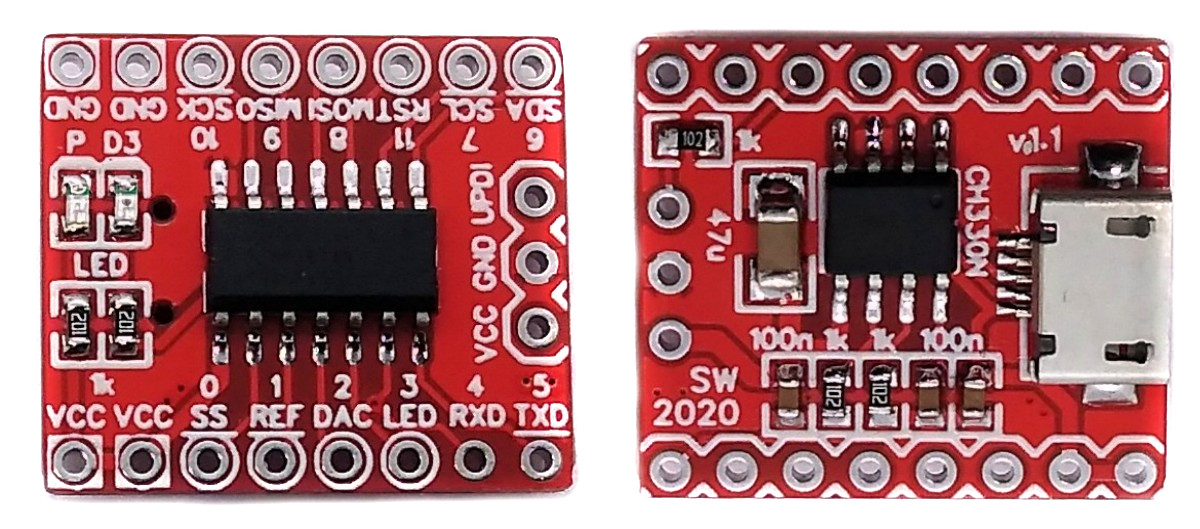 GND GND SCK MISO MOSI RST SCL SDA
10 9 8 11 7 6
P D3
UPDI
GND
VCC
LED
102 102
1k
0 1 2 3 4 5
VCC VCC SS REF DAC LED RXD TXD
102 1k
v1.1
47u
CH330N
100n 1k 1k 100n
SW
2020
102 102